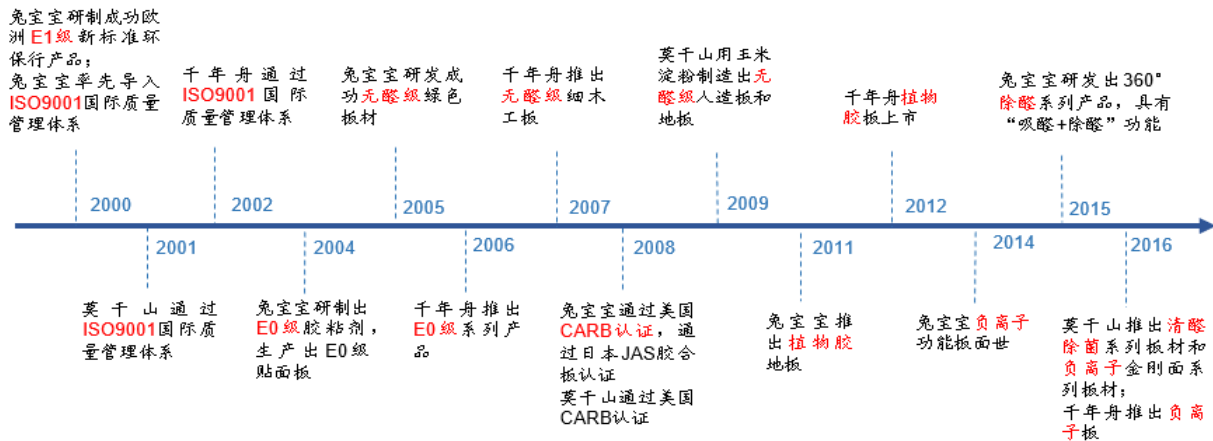 兔宝宝研制成功欧
洲E1级新标准环
保行产品；
兔宝宝率先导入
ISO9001国际质量
管理体系
千年舟通过
ISO9001国际
质量管理体系
兔宝宝研发成
功无醛级绿色
板材
千年舟推出
无醛级细木
工板
莫干山用玉米
淀粉制造出无
醛级人造板和
地板
千年舟植物
胶板上市
兔宝宝研发出360°
除醛系列产品，具有
“吸醛+除醛”功能
2000
2002
2005
2007
2009
2012
2015
2001
2004
2006
2008
2011
2014
2016
莫干山通过
ISO9001国际质
量管理体系
兔宝宝研制出
E0级胶粘剂，
生产出E0级
贴面板
千年舟推出
E0级系列产
品
兔宝宝通过美国
CARB认证，通
过日本JAS胶合
板认证
莫干山通过美国
CARB认证
兔宝宝推
出植物胶
地板
兔宝宝负离子
功能板面世
莫干山推出清醛
除菌系列板材和
负离子金刚面系
列板材；
千年舟推出负离
子板